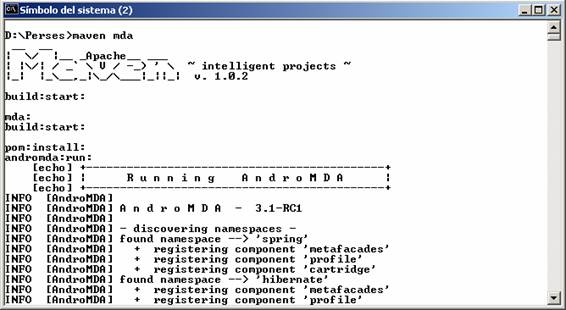 Símbolo del sistema (2)
D:\Perses>maven mda
 __  __
|  \/  |__ _Apache__ ___
| |\/| / _` \ V / -_) ' \  ~ intelligent projects ~
|_|  |_\__,_|\_/\___|_||_|  v. 1.0.2
build:start:
mda:
build:start:
pom:install:
andromda:run:
    [echo] +-------------------------------------------+
    [echo] |      R u n n i n g   A n d r o M D A      |
    [echo] +-------------------------------------------+
INFO  [AndroMDA]
INFO  [AndroMDA] A n d r o M D A  -  3.1-RC1
INFO  [AndroMDA]
INFO  [AndroMDA] - discovering namespaces -
INFO  [AndroMDA] found namespace --> 'spring'
INFO  [AndroMDA]   +  registering component 'metafacades'
INFO  [AndroMDA]   +  registering component 'profile'
INFO  [AndroMDA]   +  registering component 'cartridge'
INFO  [AndroMDA] found namespace --> 'hibernate'
INFO  [AndroMDA]   +  registering component 'metafacades'
INFO  [AndroMDA]   +  registering component 'profile'